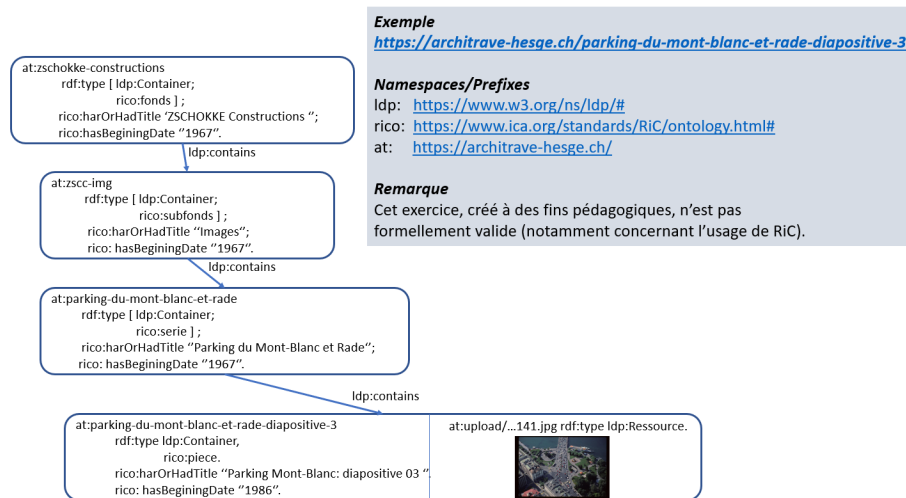 Exemple
https://architrave-hesge.ch/parking-du-mont-blanc-et-rade-diapositive-3
Namespaces/Prefixes
ldp: https://www.w3.org/ns/ldp/#
rico: https://www.ica.org/standards/RiC/ontology.html#
at: https://architrave-hesge.ch/
Remarque
Cet exercice, créé à des fins pédagogiques, n’est pas
formellement valide (notamment concernant l’usage de RiC).
at:zschokke-constructions
rdf:type [ ldp:Container;
rico:fonds ] ;
rico:harOrHadTitle ‘ZSCHOKKE Constructions ‘’;
rico:hasBeginingDate ‘’1967’’.
ldp:contains
at:zscc-img
rdf:type [ ldp:Container;
rico:subfonds ] ;
rico:harOrHadTitle ‘’Images’’;
rico: hasBeginingDate ‘’1967’’.
ldp:contains
at:parking-du-mont-blanc-et-rade
rdf:type [ ldp:Container;
rico:serie ] ;
rico:harOrHadTitle ‘’Parking du Mont-Blanc et Rade’’;
rico: hasBeginingDate ‘’1967’’.
ldp:contains
at:parking-du-mont-blanc-et-rade-diapositive-3
rdf:type ldp:Container,
rico:piece.
rico:harOrHadTitle ‘’Parking Mont-Blanc: diapositive 03 ‘’
rico: hasBeginingDate ‘’1986’’.
at:upload/...141.jpg rdf:type ldp:Ressource.